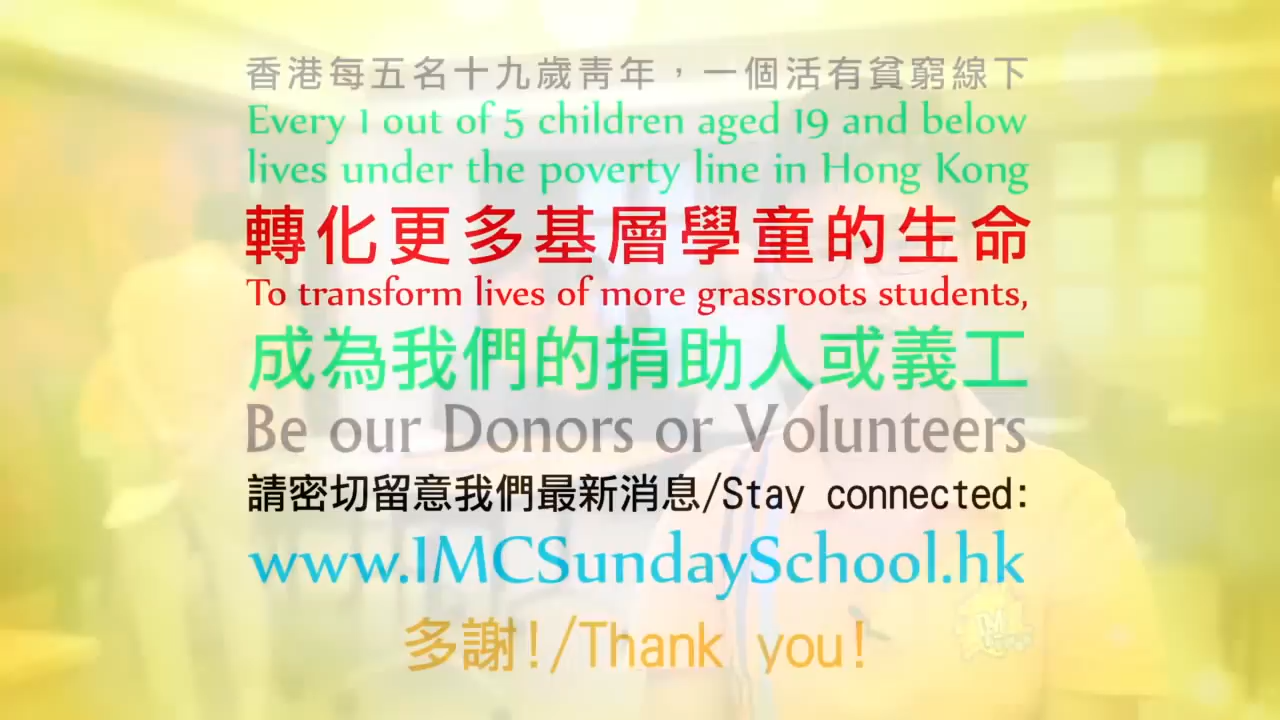 香港每五名十九歲青年，一個活有貧窮線下
Every 1 out of 5 children aged 19 and below
lives under the poverty line in Hong Kong
轉化更多基層學童的生命
To transform lives of more grassroots students,
成為我們的捐助人或義工
Be our Donors or Volunteers
請密切留意我們最新消息/Stay connected:
www.IMCSundaySchool.hk
多謝!/Thank you!